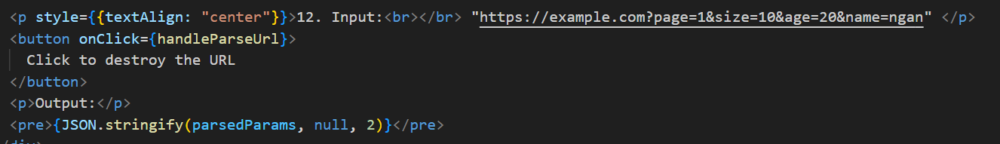 <p style={{textAlign: "center"}}>12. Input:<br></br> "https://example.com?page=1&size=10&age=20&name=ngan" </p>
<button onClick={handleParseUrl}>
Click to destroy the URL
</button>
<p>Output:</p>
<pre>{JSON.stringify(parsedParams, null, 2)}</pre>